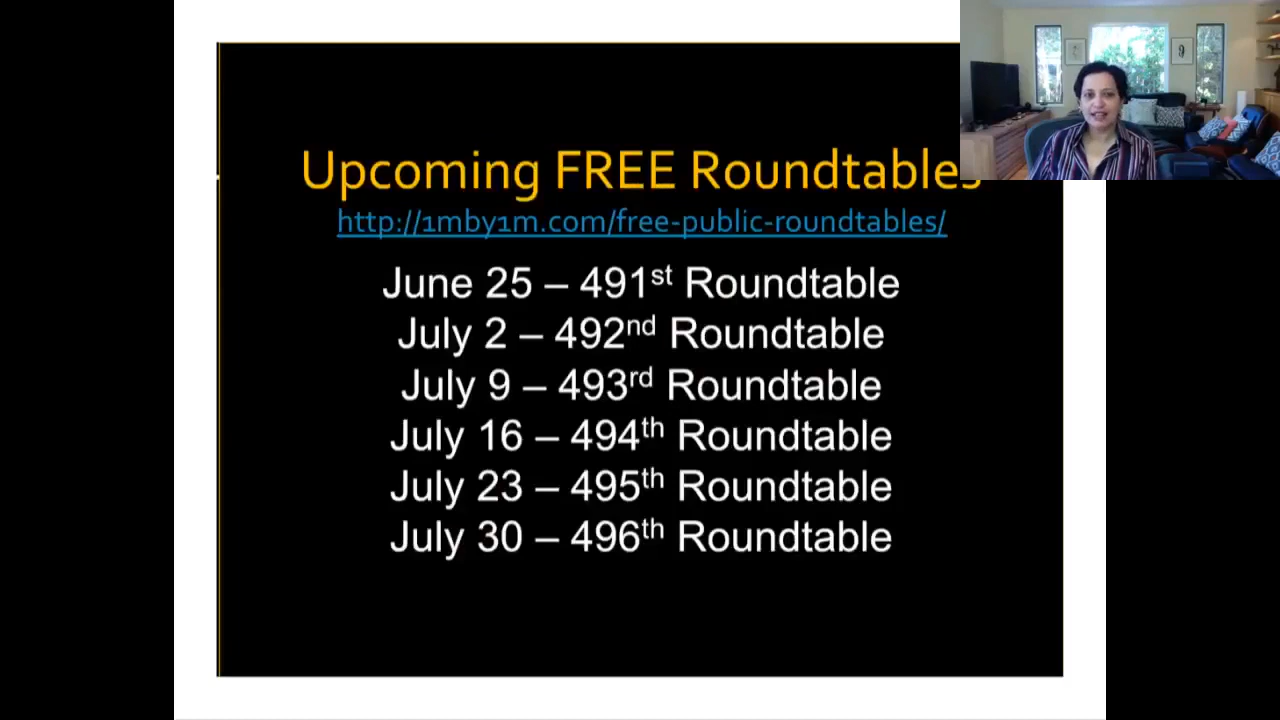 Upcoming FREE Roundtables
http://1mby1m.com/free-public-roundtables/
June 25 – 491st Roundtable
July 2 – 492nd Roundtable
July 9 – 493rd Roundtable
July 16 – 494th Roundtable
July 23 – 495th Roundtable
July 30 – 496th Roundtable